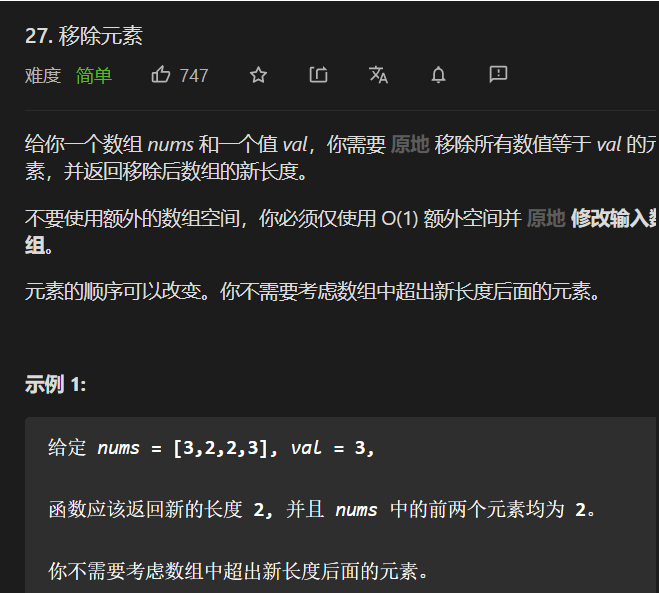 27. 移除元素
难度 简单 747
给你一个数组 nums 和一个值 val，你需要 原地 移除所有数值等于 val 的元
素，并返回移除后数组的新长度。
不要使用额外的数组空间，你必须仅使用 O(1) 额外空间并 原地 修改输入数
组。
元素的顺序可以改变。你不需要考虑数组中超出新长度后面的元素。
示例 1:
给定 nums = [3,2,2,3], val = 3,
函数应该返回新的长度 2, 并且 nums 中的前两个元素均为 2。
你不需要考虑数组中超出新长度后面的元素。